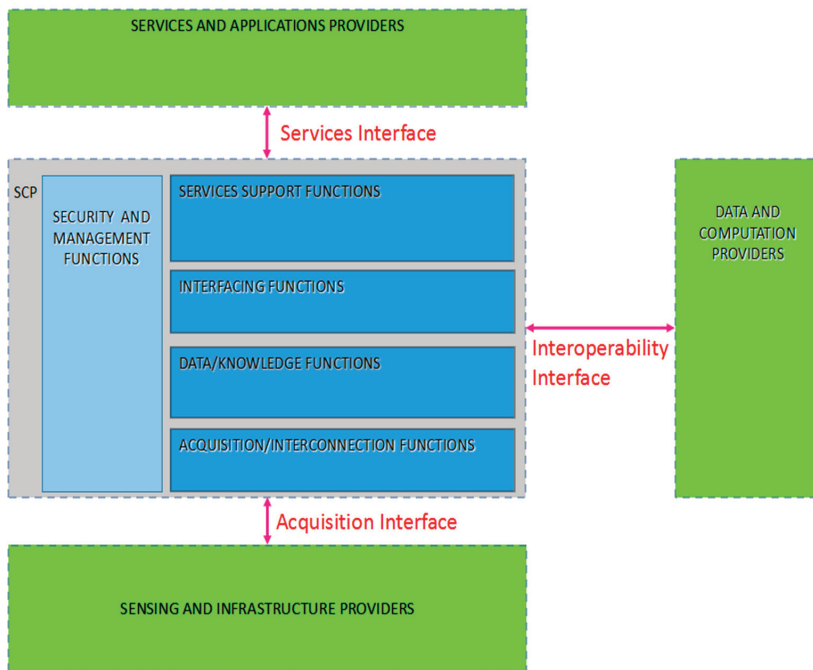 SERVICES AND APPLICATIONS PROVIDERS
Services Interface
SCP
SECURITY AND
MANAGEMENT
FUNCTIONS
SERVICES SUPPORT FUNCTIONS
INTERFACING FUNCTIONS
DATA/KNOWLEDGE FUNCTIONS
ACQUISITION/INTERCONNECTION FUNCTIONS
Interoperability
Interface
DATA AND
COMPUTATION
PROVIDERS
Acquisition Interface
SENSING AND INFRASTRUCTURE PROVIDERS